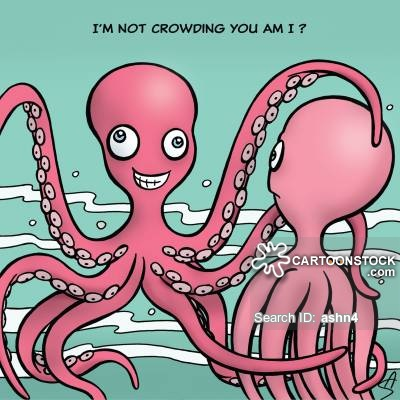 I'M NOT CROWDING YOU AM I ?
CARTOONSTOCK
.com
Search ID: ashn4